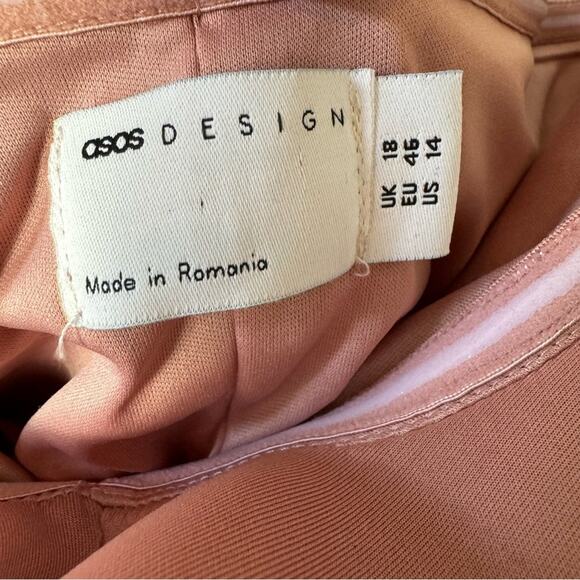 asos DESIGN
Made in Romania
UK 18
EU 46
US 14